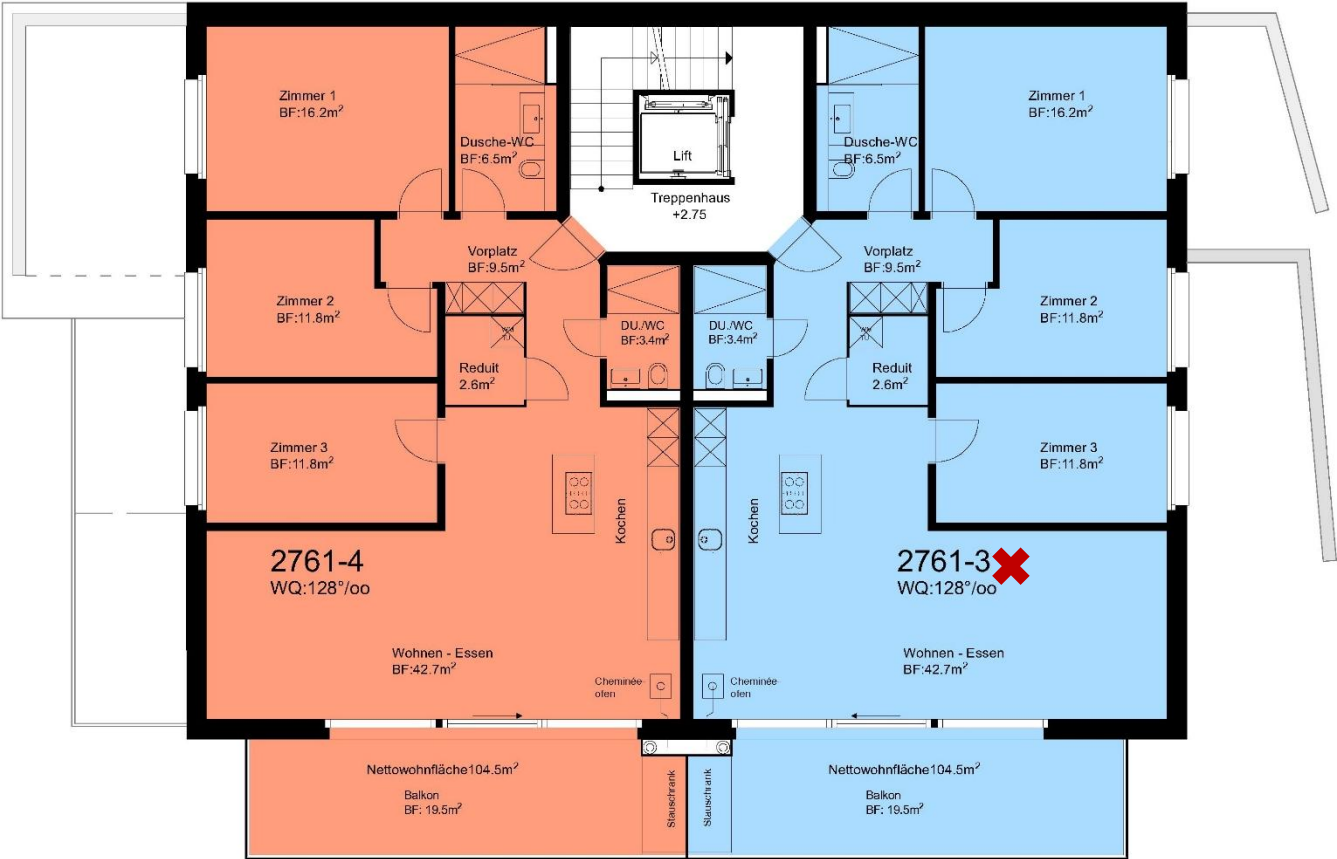 Zimmer 1
BF:16.2m²
Dusche-WC
BF:6.5m²
Lift
Treppenhaus
+2.75
Dusche-WC
BF:6.5m²
Zimmer 1
BF:16.2m²
Vorplatz
BF:9.5m²
Vorplatz
BF:9.5m²
Zimmer 2
BF:11.8m²
WM
TU
Reduit
2.6m²
DU./WC
BF:3.4m²
DU./WC
BF:3.4m²
WM
TU
Reduit
2.6m²
Zimmer 2
BF:11.8m²
Zimmer 3
BF:11.8m²
Kochen
Kochen
Zimmer 3
BF:11.8m²
2761-4
WQ:128°/oo
2761-3
WQ:128°/oo
Wohnen - Essen
BF:42.7m²
Cheminée
ofen
Cheminée
ofen
Wohnen - Essen
BF:42.7m²
Nettowohnfläche104.5m²
Balkon
BF: 19.5m²
Stauschrank
Stauschrank
Nettowohnfläche104.5m²
Balkon
BF: 19.5m²